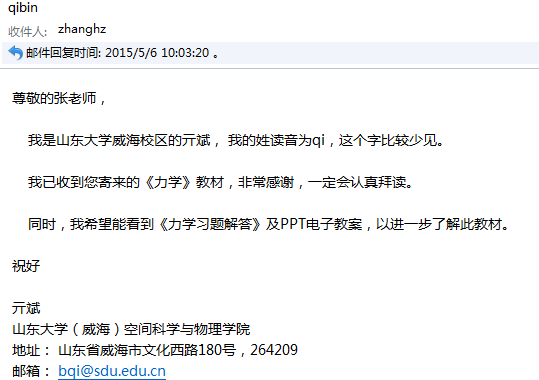 qibin
收件人: zhanghz
邮件回复时间: 2015/5/6 10:03:20 。
尊敬的张老师，
我是山东大学威海校区的亓斌， 我的姓读音为qi，这个字比较少见。
我已收到您寄来的《力学》教材，非常感谢，一定会认真拜读。
同时，我希望能看到《力学习题解答》及PPT电子教案，以进一步了解此教材。
祝好
亓斌
山东大学（威海）空间科学与物理学院
地址： 山东省威海市文化西路180号，264209
邮箱： bqi@sdu.edu.cn